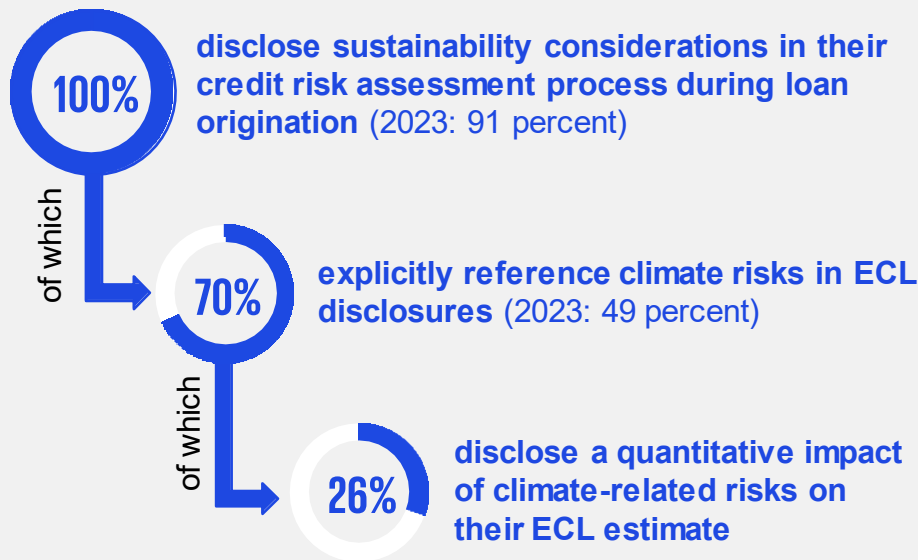 100%
disclose sustainability considerations in their
credit risk assessment process during loan
origination (2023: 91 percent)
of which
70%
explicitly reference climate risks in ECL
disclosures (2023: 49 percent)
of which
26%
disclose a quantitative impact
of climate-related risks on
their ECL estimate